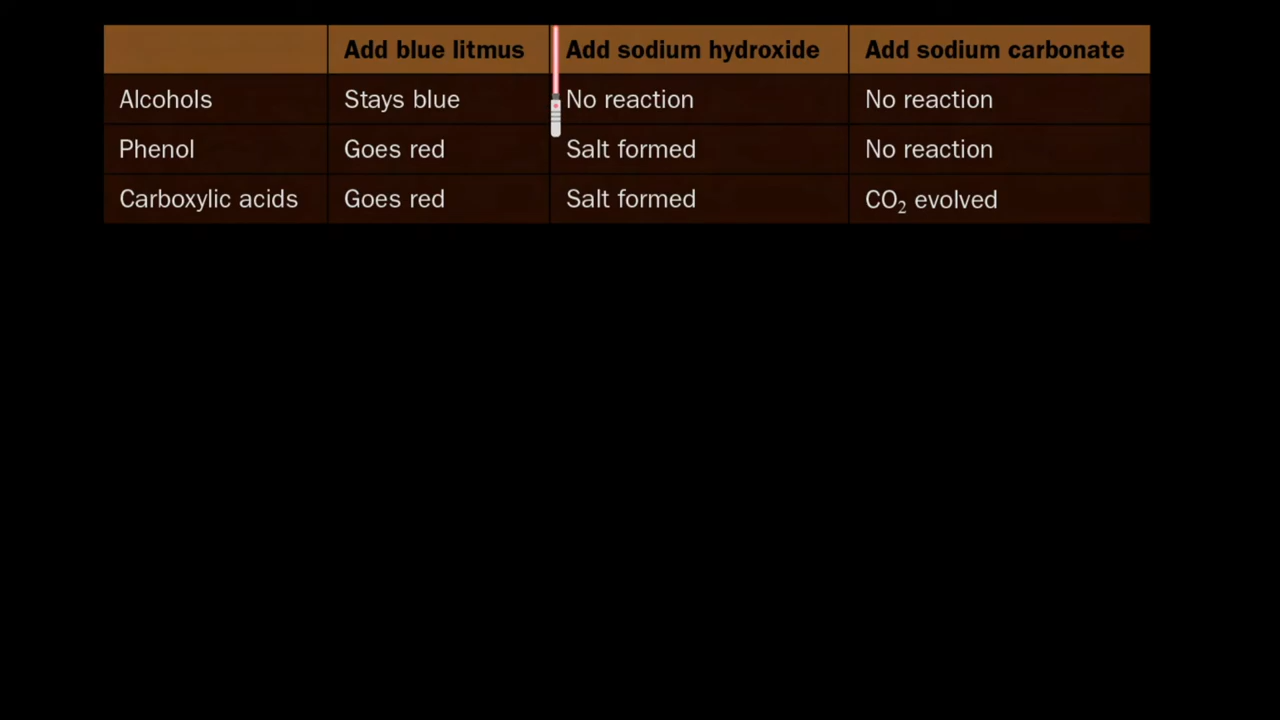 Add blue litmus Add sodium hydroxide Add sodium carbonate
Alcohols Stays blue No reaction No reaction
Phenol Goes red Salt formed No reaction
Carboxylic acids Goes red Salt formed CO₂ evolved